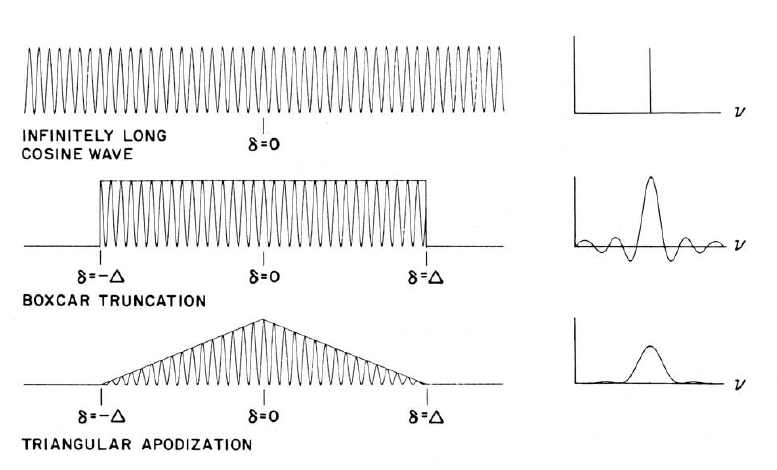 ν
INFINITELY LONG
COSINE WAVE
δ=0
ν
δ=-Δ
δ=0
δ=Δ
BOXCAR TRUNCATION
ν
δ=-Δ
δ=0
δ=Δ
TRIANGULAR APODIZATION